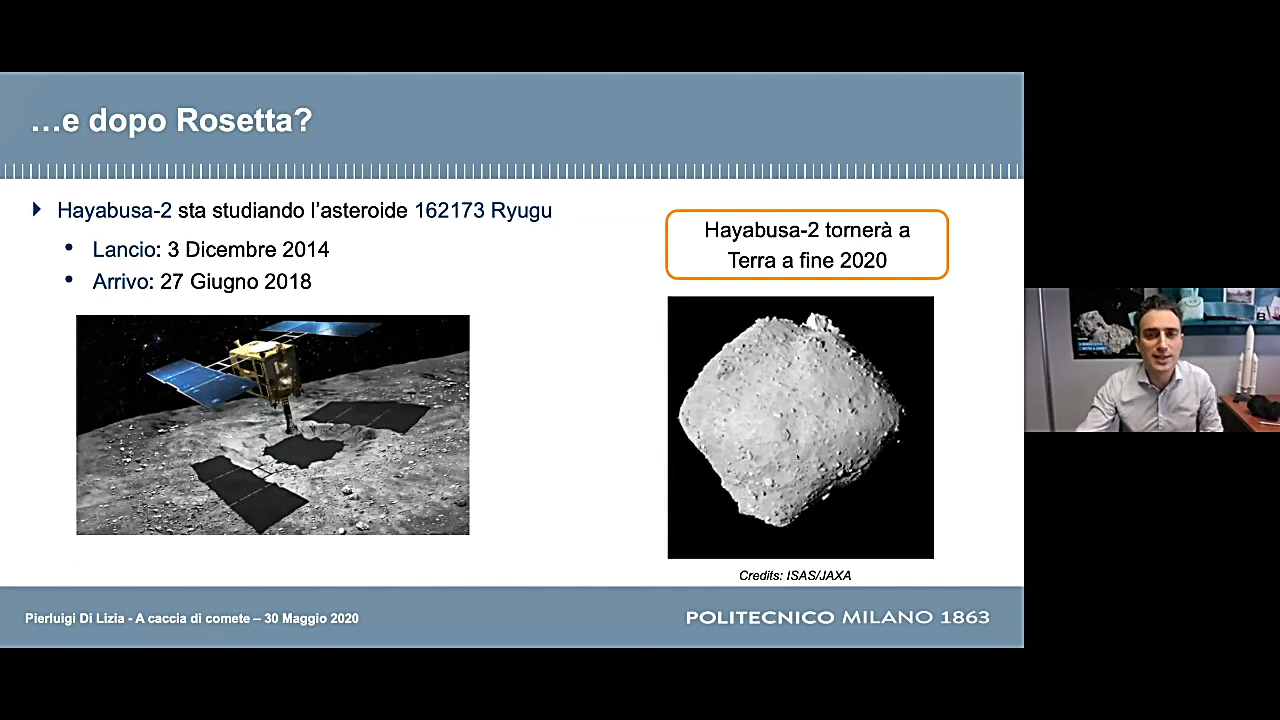 ...e dopo Rosetta?
Hayabusa-2 sta studiando l'asteroide 162173 Ryugu
• Lancio: 3 Dicembre 2014
• Arrivo: 27 Giugno 2018
Hayabusa-2 tornerà a
Terra a fine 2020
Credits: ISAS/JAXA
Pierluigi Di Lizia - A caccia di comete – 30 Maggio 2020
POLITECNICO MILANO 1863